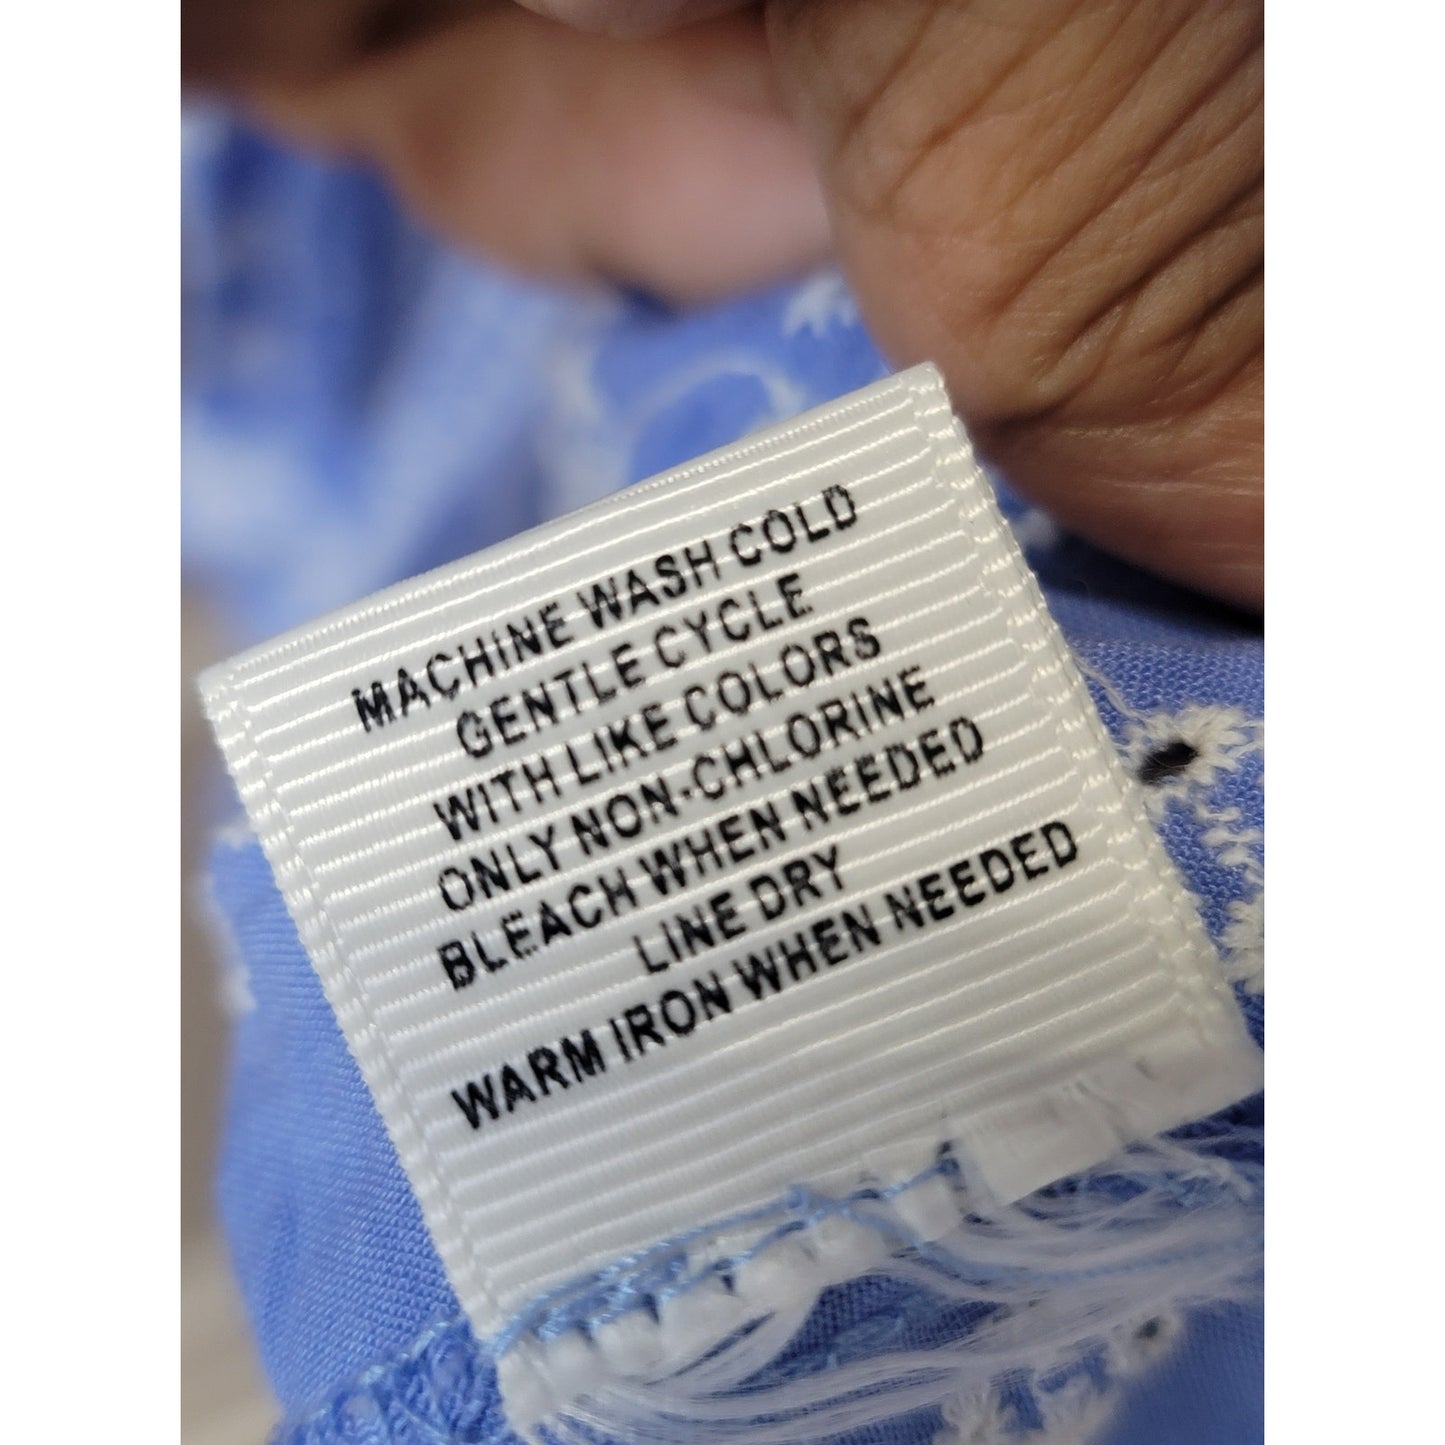 MACHINE WASH COLD
GENTLE CYCLE
WITH LIKE COLORS
ONLY NON-CHLORINE
BLEACH WHEN NEEDED
LINE DRY
WARM IRON WHEN NEEDED